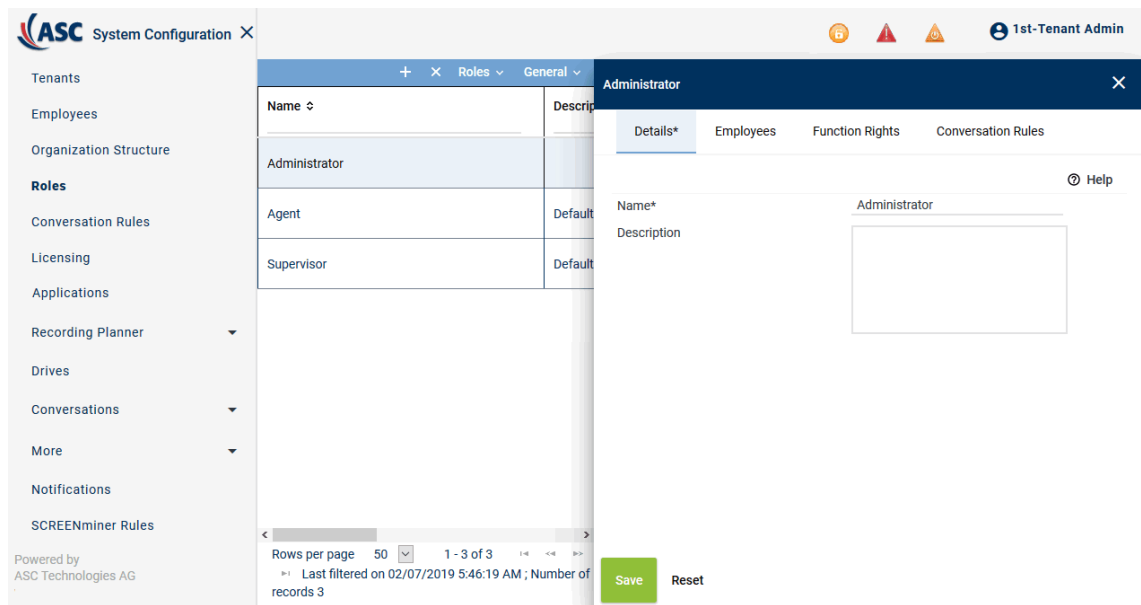 ASC System Configuration
1st-Tenant Admin
Tenants
Employees
Organization Structure
Roles
Conversation Rules
Licensing
Applications
Recording Planner
Drives
Conversations
More
Notifications
SCREENminer Rules
Powered by
ASC Technologies AG
+ × Roles General
Name
Descrip
Administrator
Agent
Default
Supervisor
Default
Rows per page 50 1 - 3 of 3
Last filtered on 02/07/2019 5:46:19 AM ; Number of
records 3
Administrator
Details* Employees Function Rights Conversation Rules
Help
Name* Administrator
Description
Save Reset